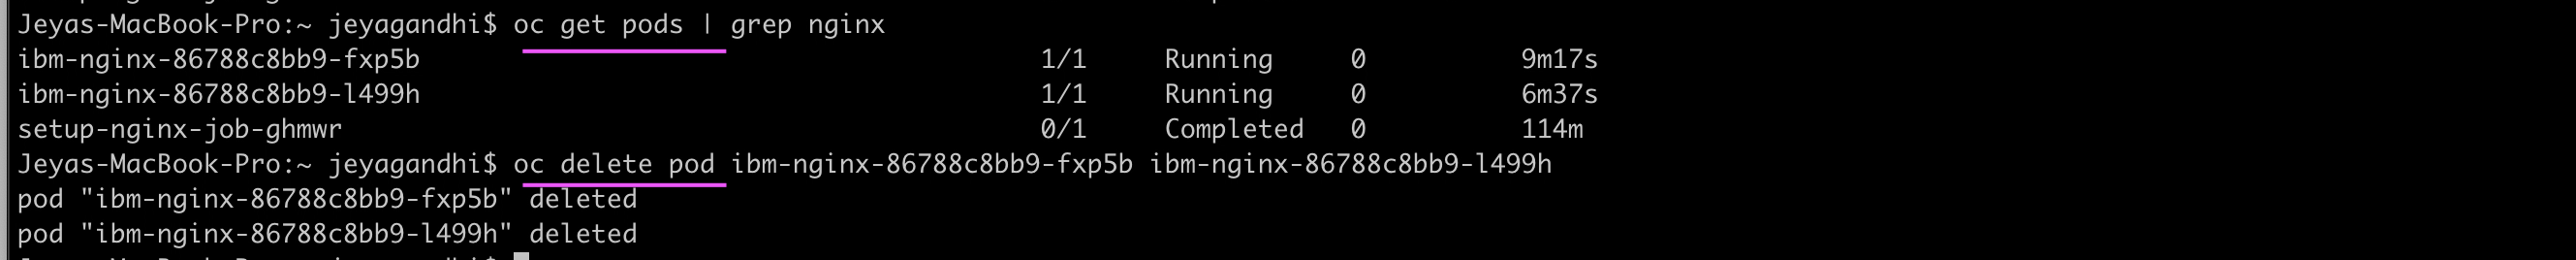 Jeyas-MacBook-Pro:~ jeyagandhi$ oc get pods | grep nginx
ibm-nginx-86788c8bb9-fxp5b 1/1 Running 0 9m17s
ibm-nginx-86788c8bb9-l499h 1/1 Running 0 6m37s
setup-nginx-job-ghmwr 0/1 Completed 0 114m
Jeyas-MacBook-Pro:~ jeyagandhi$ oc delete pod ibm-nginx-86788c8bb9-fxp5b ibm-nginx-86788c8bb9-l499h
pod "ibm-nginx-86788c8bb9-fxp5b" deleted
pod "ibm-nginx-86788c8bb9-l499h" deleted